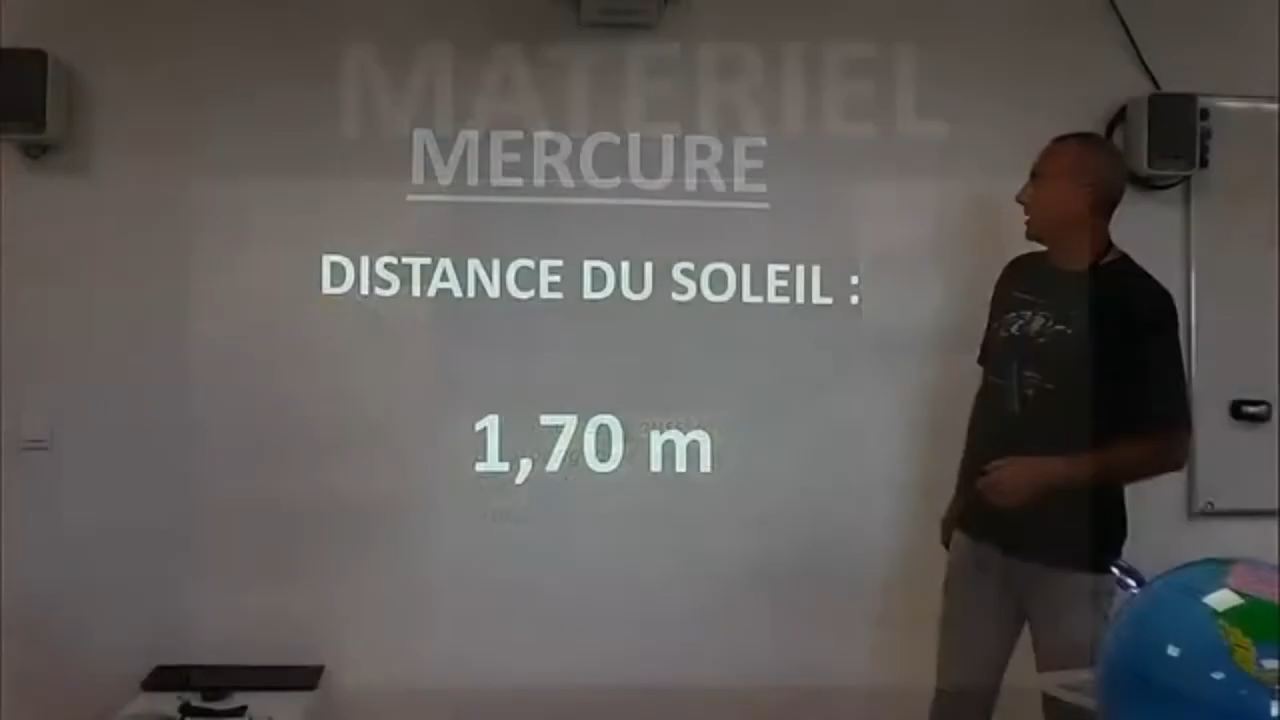 MATERIEL
MERCURE
DISTANCE DU SOLEIL :
1,70 m